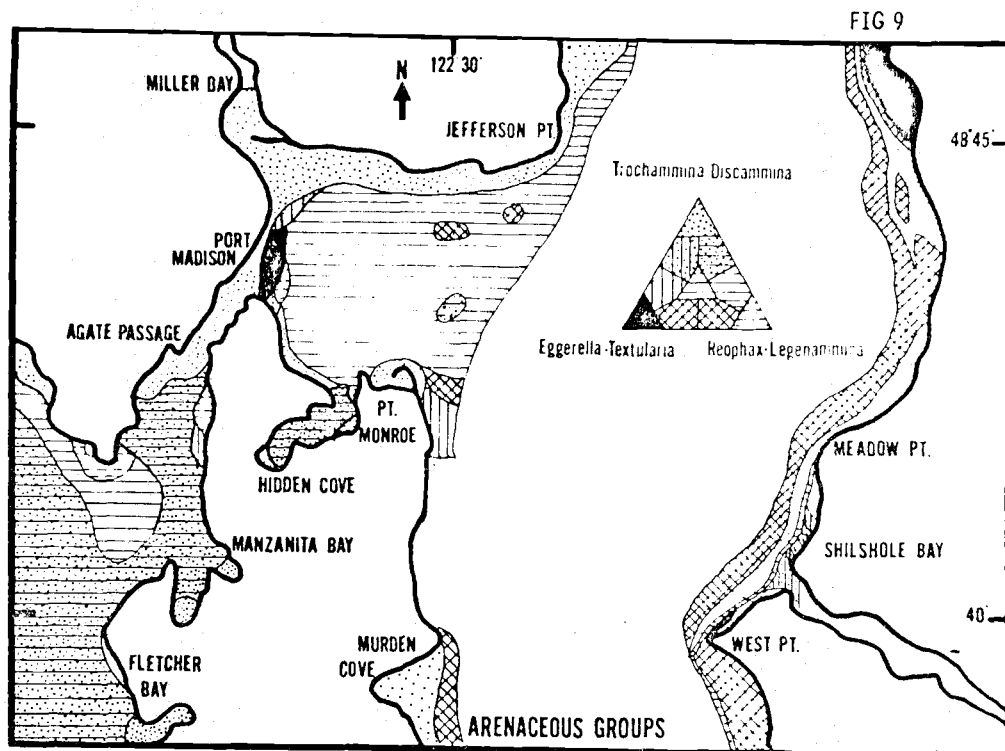 FIG 9
MILLER BAY
N
122° 30'
JEFFERSON PT.
48° 45'
Trochammina Discammina
PORT
MADISON
AGATE PASSAGE
Eggerella-Textularia
Reophax-Legenammina
PT.
MONROE
MEADOW PT.
HIDDEN COVE
MANZANITA BAY
SHILSHOLE BAY
40'
MURDEN
COVE
WEST PT.
FLETCHER
BAY
ARENACEOUS GROUPS